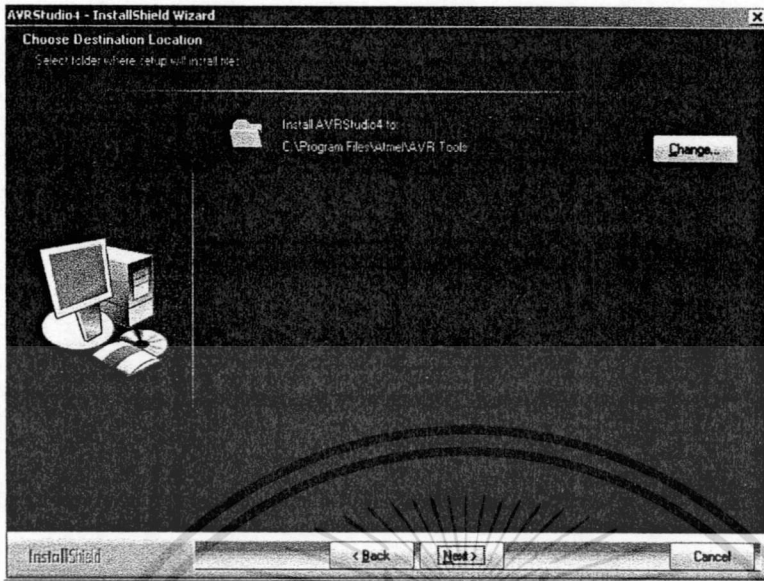 AVRStudio4 - InstallShield Wizard
Choose Destination Location
Select folder where setup will install files
Install AVRStudio4 to:
C:\Program Files\Atmel\AVR Tools
Change...
InstallShield
< Back
Next >
Cancel